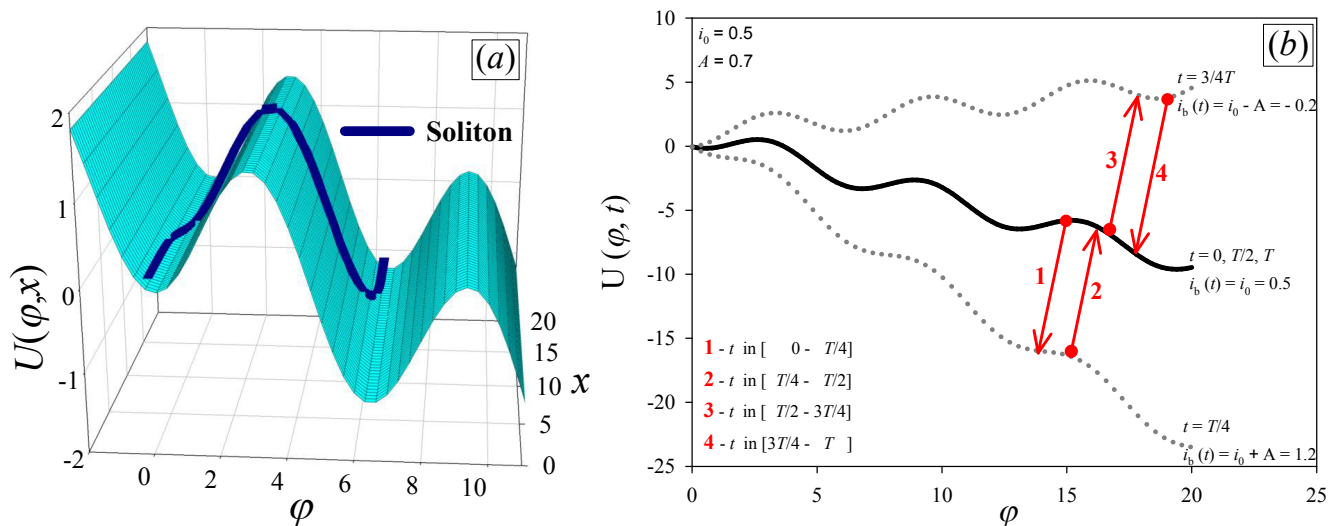 (a)
Soliton
U(φ,x)
2
1
0
-1
-2
0
2
4
6
8
10
φ
20
15
10
5
0
x
(b)
i0 = 0.5
A = 0.7
U (φ, t)
10
5
0
-5
-10
-15
-20
-25
0
5
10
15
20
25
φ
t = 3/4T
ib (t) = i0 - A = - 0.2
t = 0, T/2, T
ib (t) = i0 = 0.5
t = T/4
ib (t) = i0 + A = 1.2
1
2
3
4
1 - t in [ 0 - T/4]
2 - t in [ T/4 - T/2]
3 - t in [ T/2 - 3T/4]
4 - t in [3T/4 - T ]